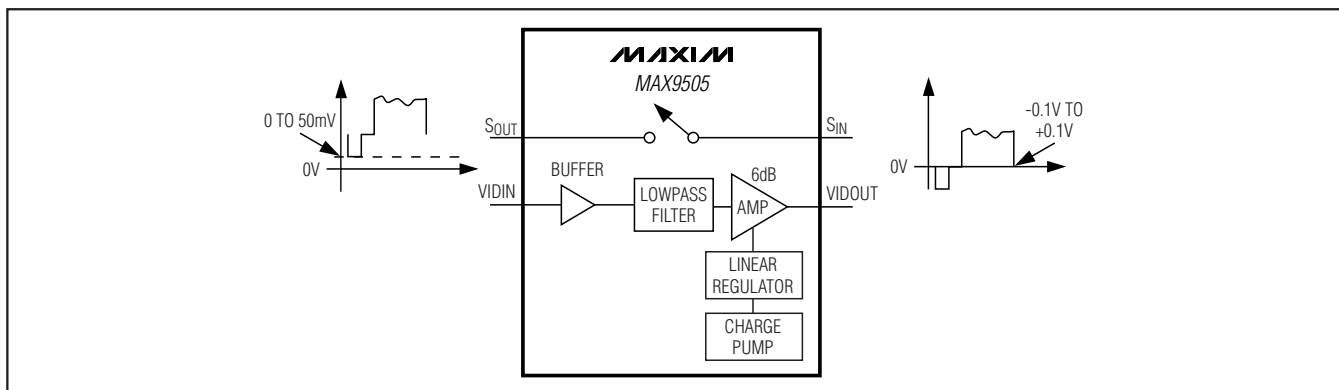 MAXIM
MAX9505
0 TO 50mV
0V
SOUT
SIN
VIDIN
BUFFER
LOWPASS
FILTER
6dB
AMP
VIDOUT
LINEAR
REGULATOR
CHARGE
PUMP
-0.1V TO
+0.1V
0V